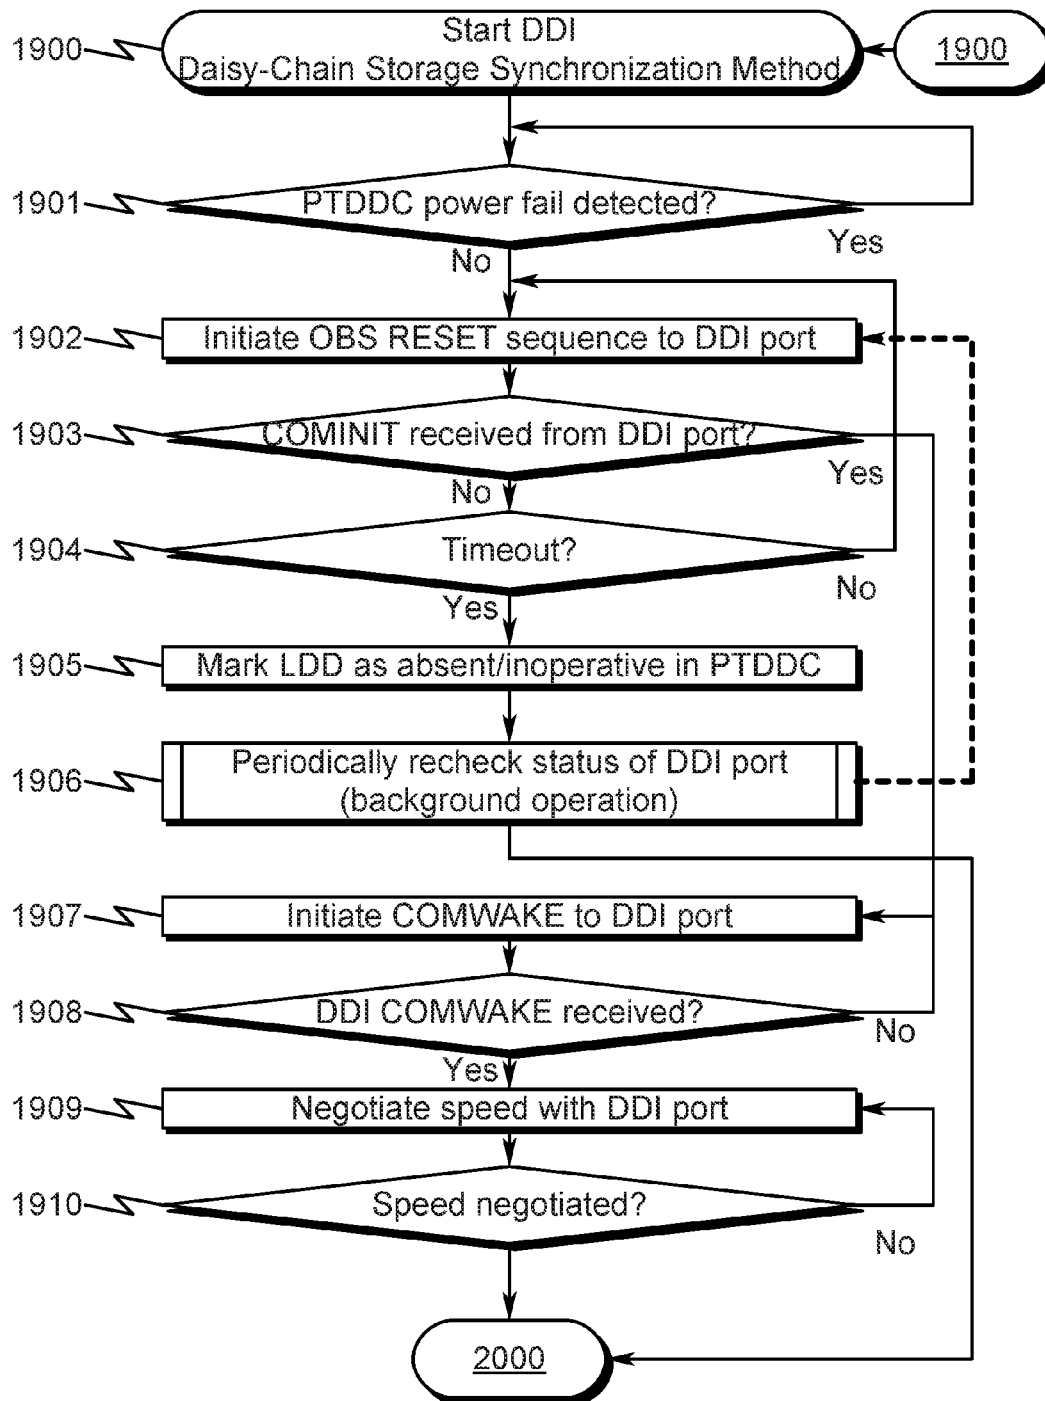 1900
Start DDI
Daisy-Chain Storage Synchronization Method
1900
1901
PTDDC power fail detected?
Yes
No
1902
Initiate OBS RESET sequence to DDI port
1903
COMINIT received from DDI port?
Yes
No
1904
Timeout?
No
Yes
1905
Mark LDD as absent/inoperative in PTDDC
1906
Periodically recheck status of DDI port
(background operation)
1907
Initiate COMWAKE to DDI port
1908
DDI COMWAKE received?
No
Yes
1909
Negotiate speed with DDI port
1910
Speed negotiated?
No
2000